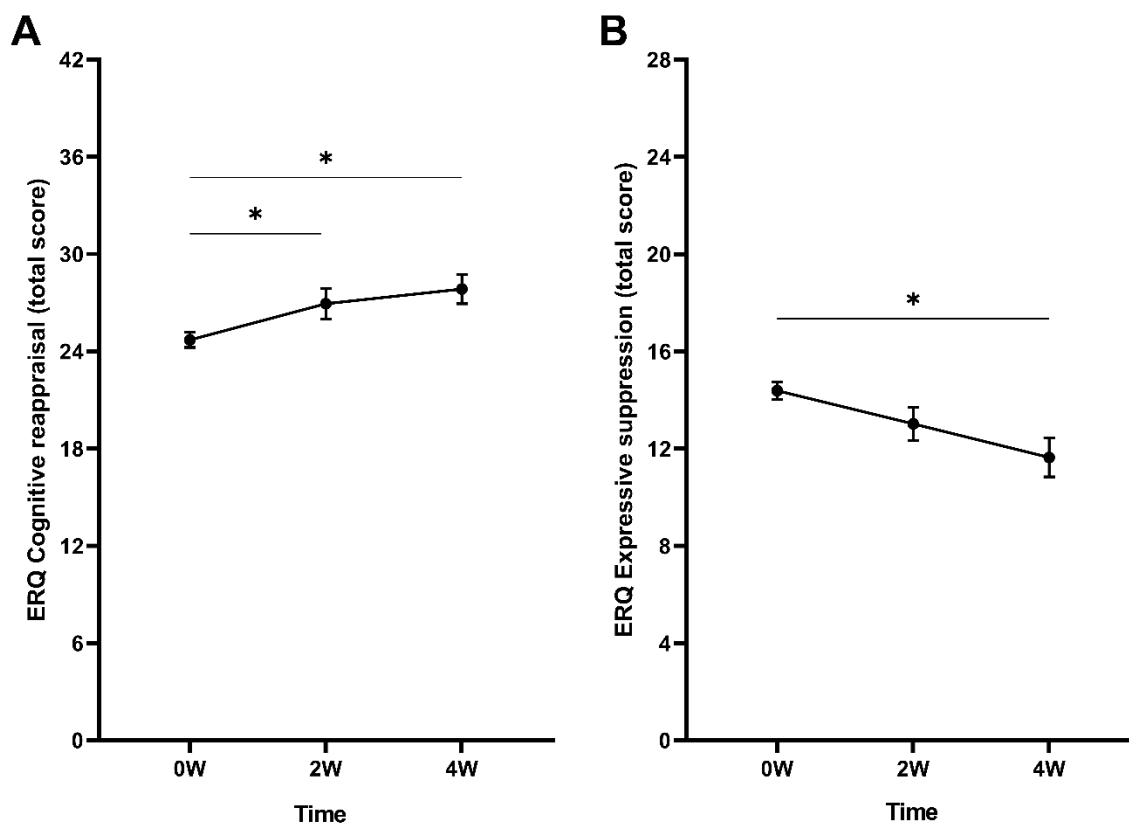 A
ERQ Cognitive reappraisal (total score)
42
36
30
24
18
12
6
0
*
*
0W 2W 4W
Time
B
ERQ Expressive suppression (total score)
28
24
20
16
12
8
4
0
*
0W 2W 4W
Time